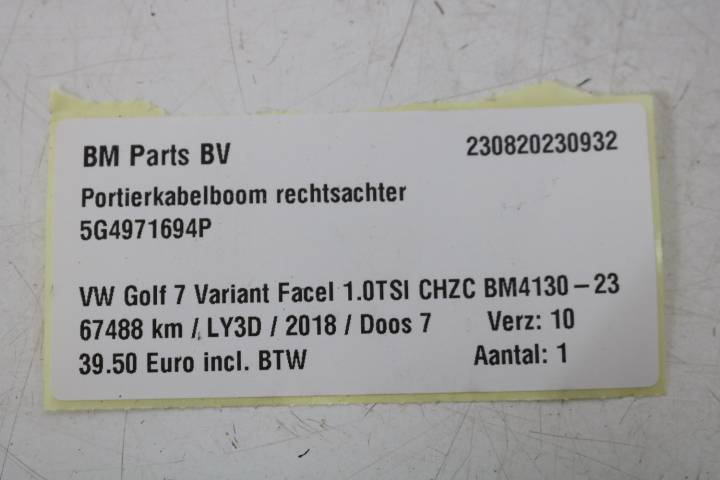 BM Parts BV 230820230932
Portierkabelboom rechtsachter
5G4971694P
VW Golf 7 Variant Facel 1.0TSI CHZC BM4130-23
67488 km / LY3D / 2018 / Doos 7 Verz: 10
39.50 Euro incl. BTW Aantal: 1